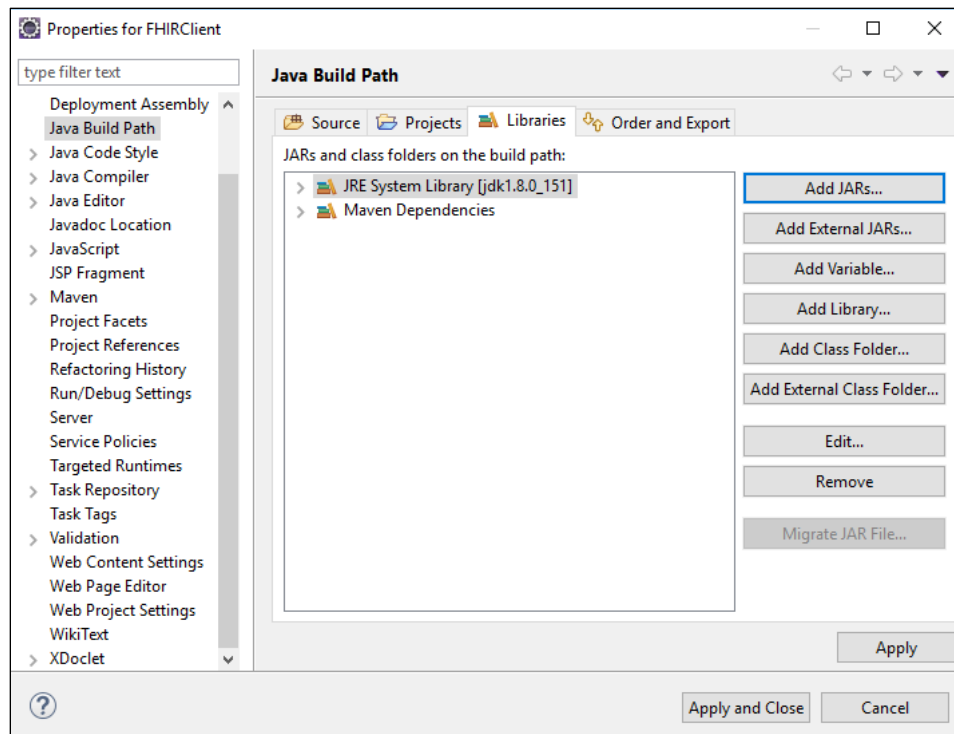 Properties for FHIRClient
type filter text
Deployment Assembly
Java Build Path
Java Code Style
Java Compiler
Java Editor
Javadoc Location
JavaScript
JSP Fragment
Maven
Project Facets
Project References
Refactoring History
Run/Debug Settings
Server
Service Policies
Targeted Runtimes
Task Repository
Task Tags
Validation
Web Content Settings
Web Page Editor
Web Project Settings
WikiText
XDoclet
Java Build Path
Source Projects Libraries Order and Export
JARs and class folders on the build path:
JRE System Library [jdk1.8.0_151]
Maven Dependencies
Add JARs...
Add External JARs...
Add Variable...
Add Library...
Add Class Folder...
Add External Class Folder...
Edit...
Remove
Migrate JAR File...
Apply
?
Apply and Close Cancel